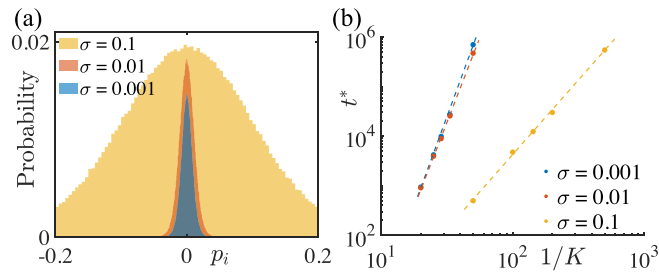 (a)
0.02
σ = 0.1
σ = 0.01
σ = 0.001
Probability
0
-0.2
0
p_i
0.2
(b)
10^6
t*
10^4
10^2
σ = 0.001
σ = 0.01
σ = 0.1
10^1
10^2
1/K
10^3